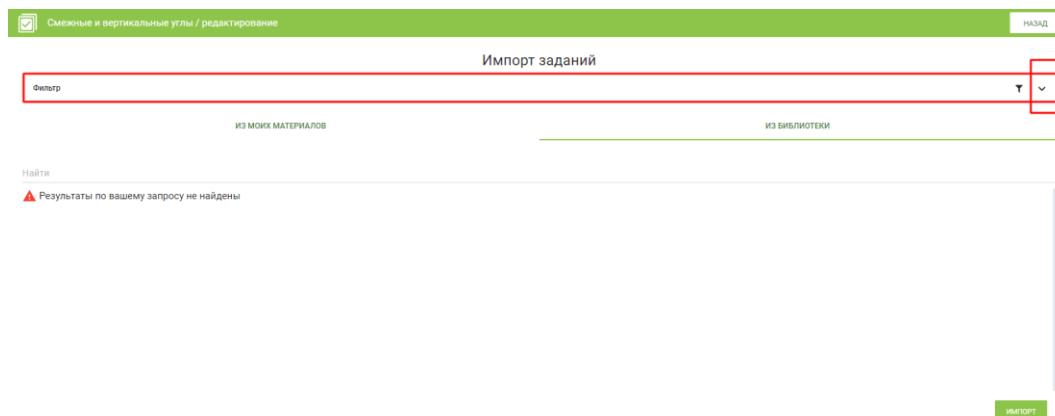 Смежные и вертикальные углы / редактирование
НАЗАД
Импорт заданий
Фильтр
ИЗ МОИХ МАТЕРИАЛОВ
ИЗ БИБЛИОТЕКИ
Найти
Результаты по вашему запросу не найдены
ИМПОРТ